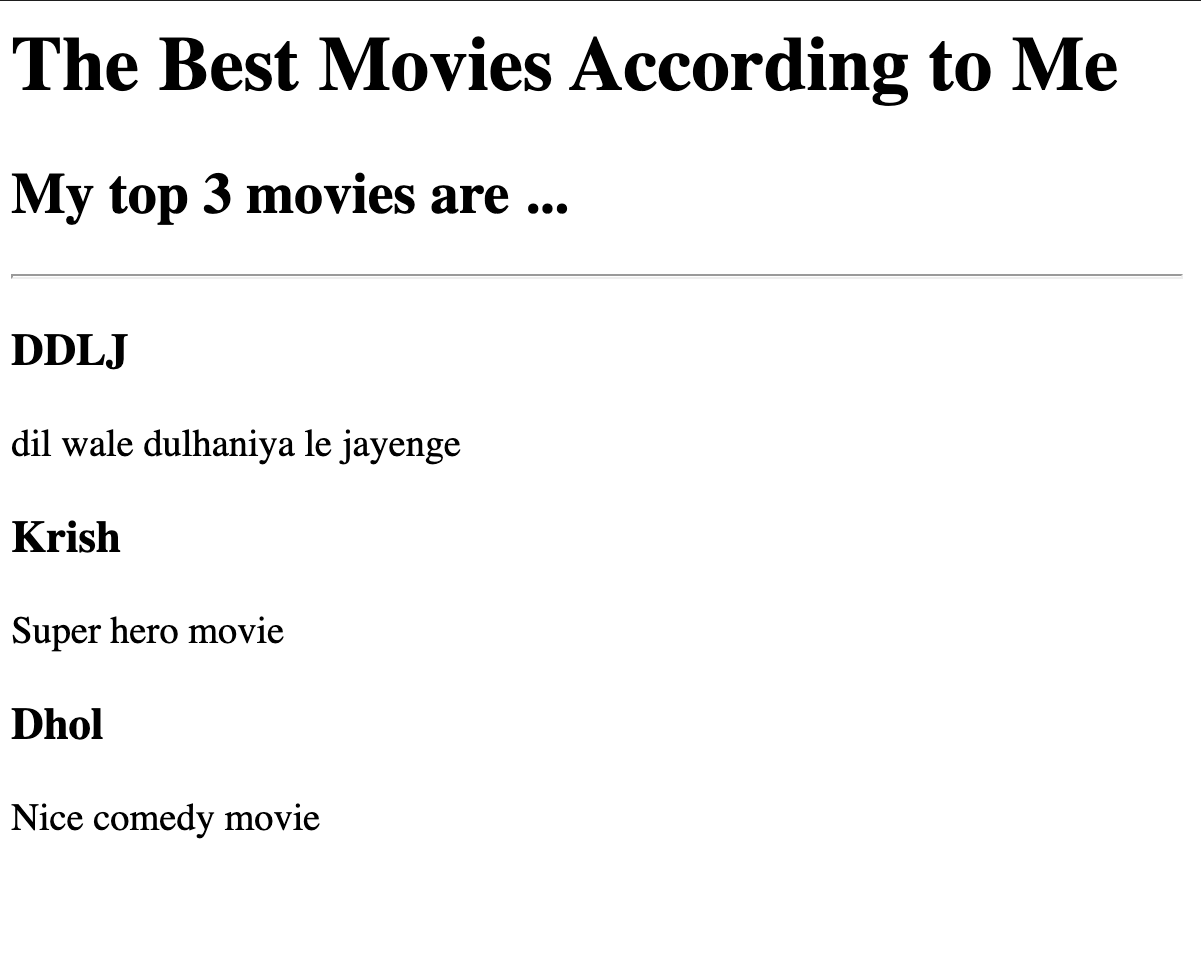 The Best Movies According to Me
My top 3 movies are ...
DDLJ
dil wale dulhaniya le jayenge
Krish
Super hero movie
Dhol
Nice comedy movie